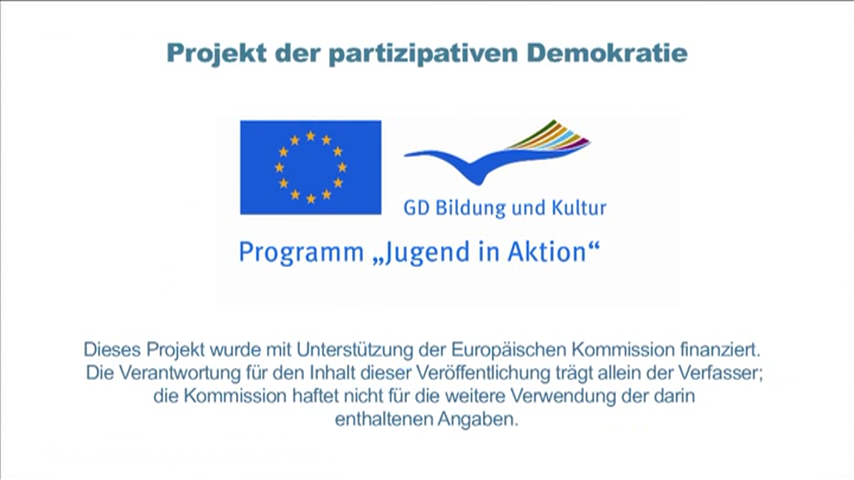 Projekt der partizipativen Demokratie
GD Bildung und Kultur
Programm „Jugend in Aktion“
Dieses Projekt wurde mit Unterstützung der Europäischen Kommission finanziert.
Die Verantwortung für den Inhalt dieser Veröffentlichung trägt allein der Verfasser;
die Kommission haftet nicht für die weitere Verwendung der darin
enthaltenen Angaben.